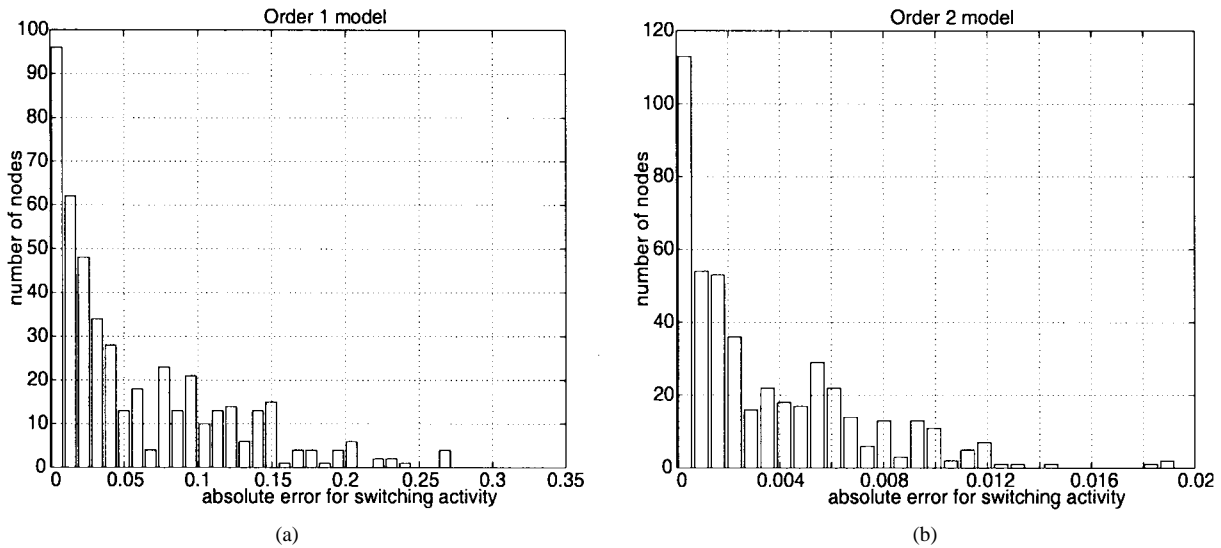 Order 1 model
100
90
80
70
60
50
40
30
20
10
0
number of nodes
0 0.05 0.1 0.15 0.2 0.25 0.3 0.35
absolute error for switching activity
(a)
Order 2 model
120
100
80
60
40
20
0
number of nodes
0 0.004 0.008 0.012 0.016 0.02
absolute error for switching activity
(b)